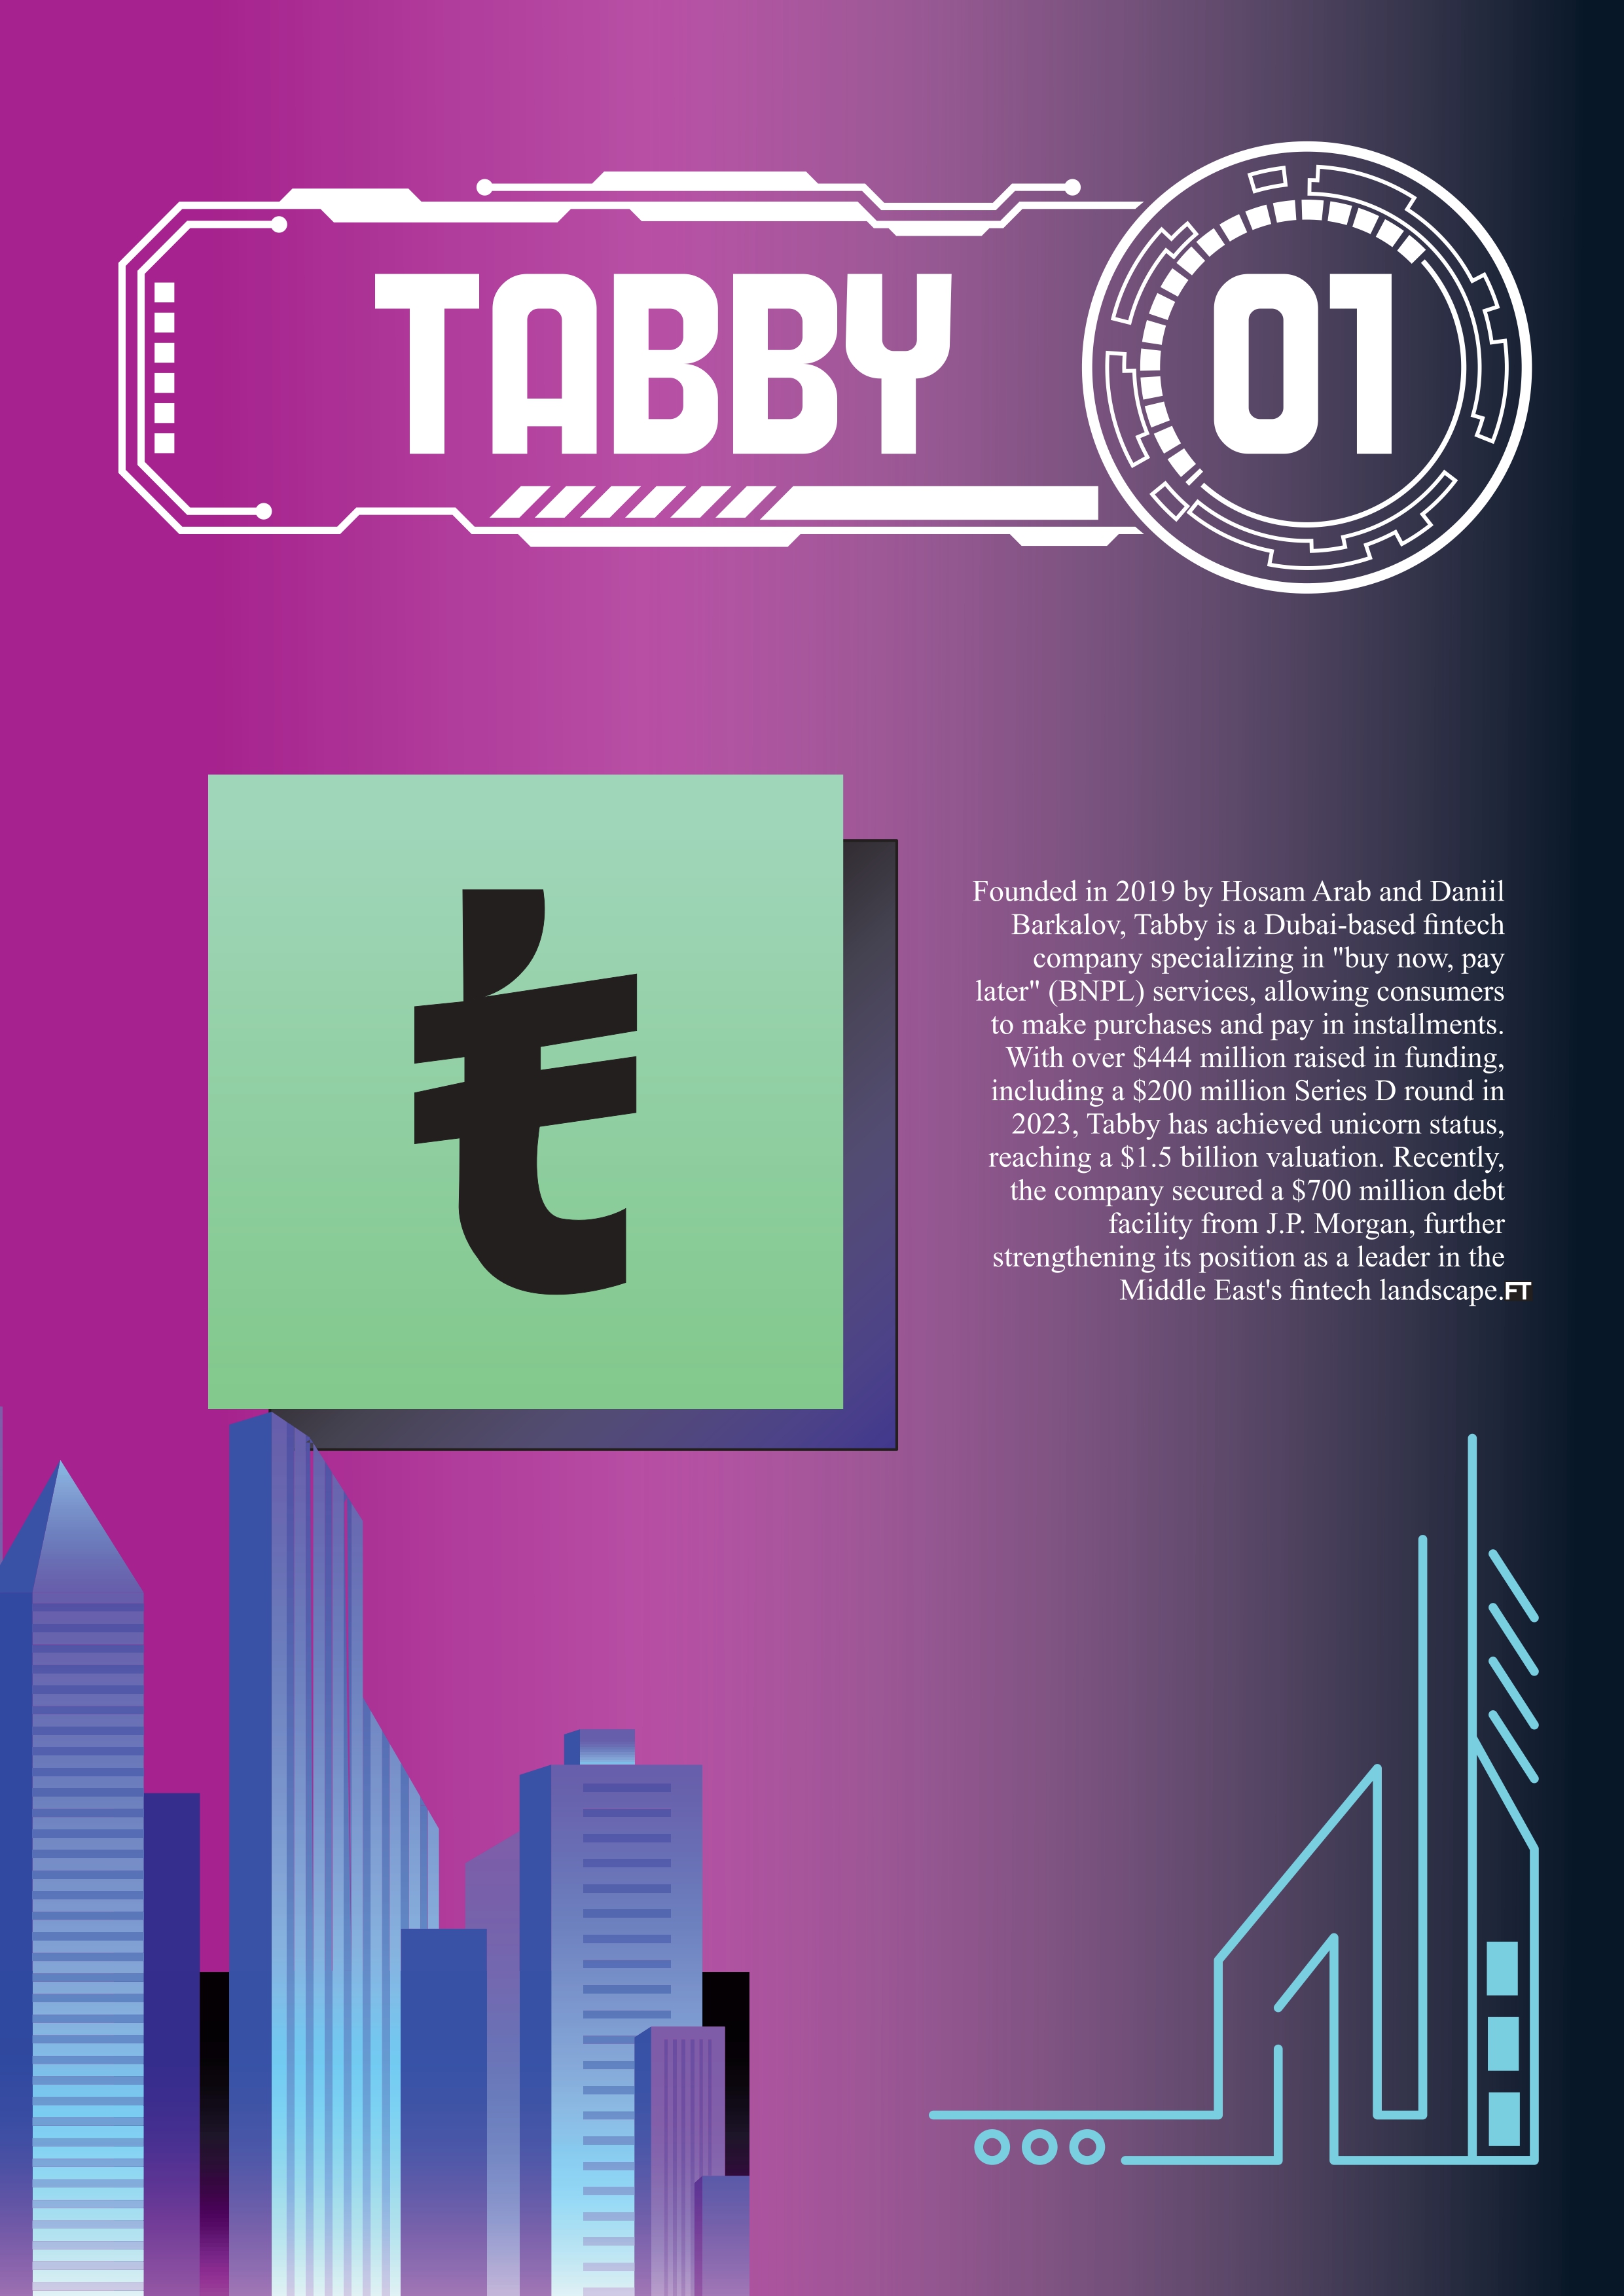 TABBY
01
Founded in 2019 by Hosam Arab and Daniil
Barkalov, Tabby is a Dubai-based fintech
company specializing in "buy now, pay
later" (BNPL) services, allowing consumers
to make purchases and pay in installments.
With over $444 million raised in funding,
including a $200 million Series D round in
2023, Tabby has achieved unicorn status,
reaching a $1.5 billion valuation. Recently,
the company secured a $700 million debt
facility from J.P. Morgan, further
strengthening its position as a leader in the
Middle East's fintech landscape.FT
t